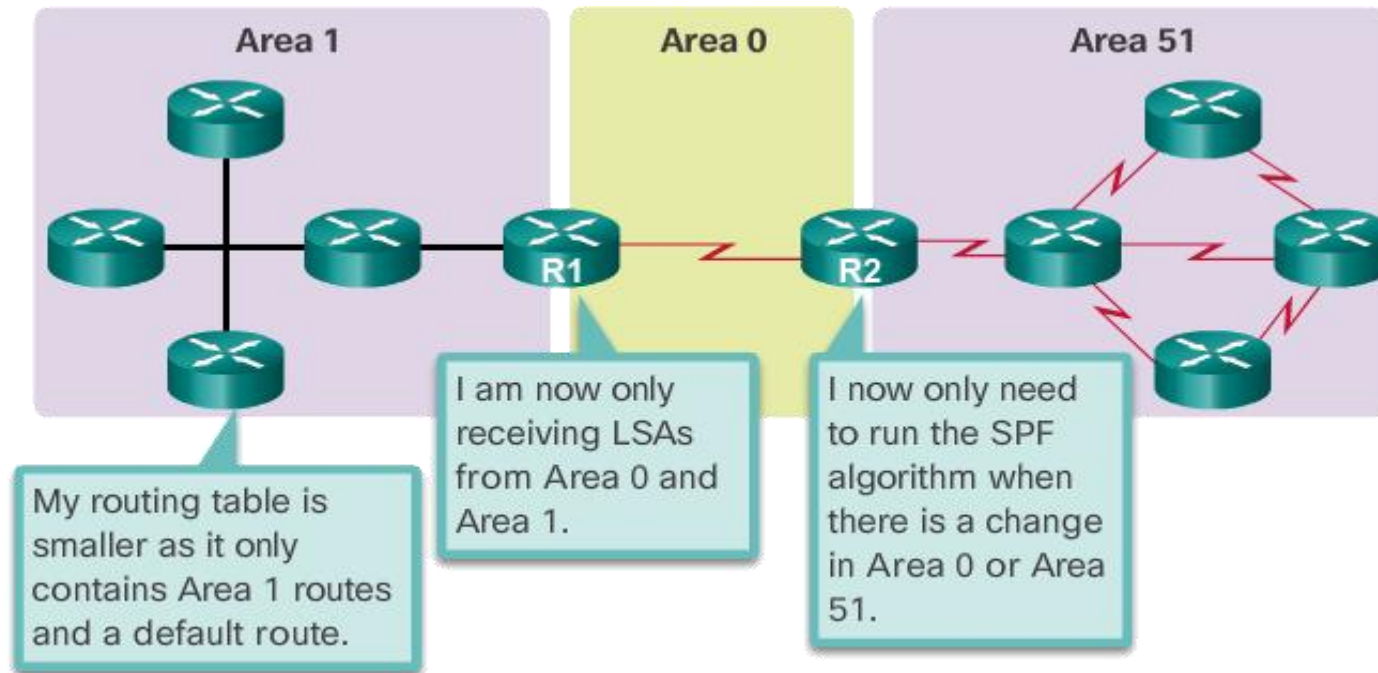 Area 1
Area 0
Area 51
R1
R2
My routing table is
smaller as it only
contains Area 1 routes
and a default route.
I am now only
receiving LSAs
from Area 0 and
Area 1.
I now only need
to run the SPF
algorithm when
there is a change
in Area 0 or Area
51.